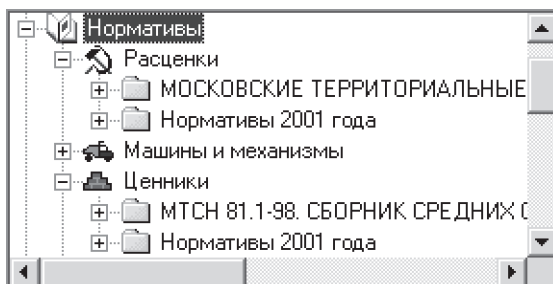 Нормативы
Расценки
МОСКОВСКИЕ ТЕРРИТОРИАЛЬНЫЕ
Нормативы 2001 года
Машины и механизмы
Ценники
МТСН 81.1-98. СБОРНИК СРЕДНИХ С
Нормативы 2001 года